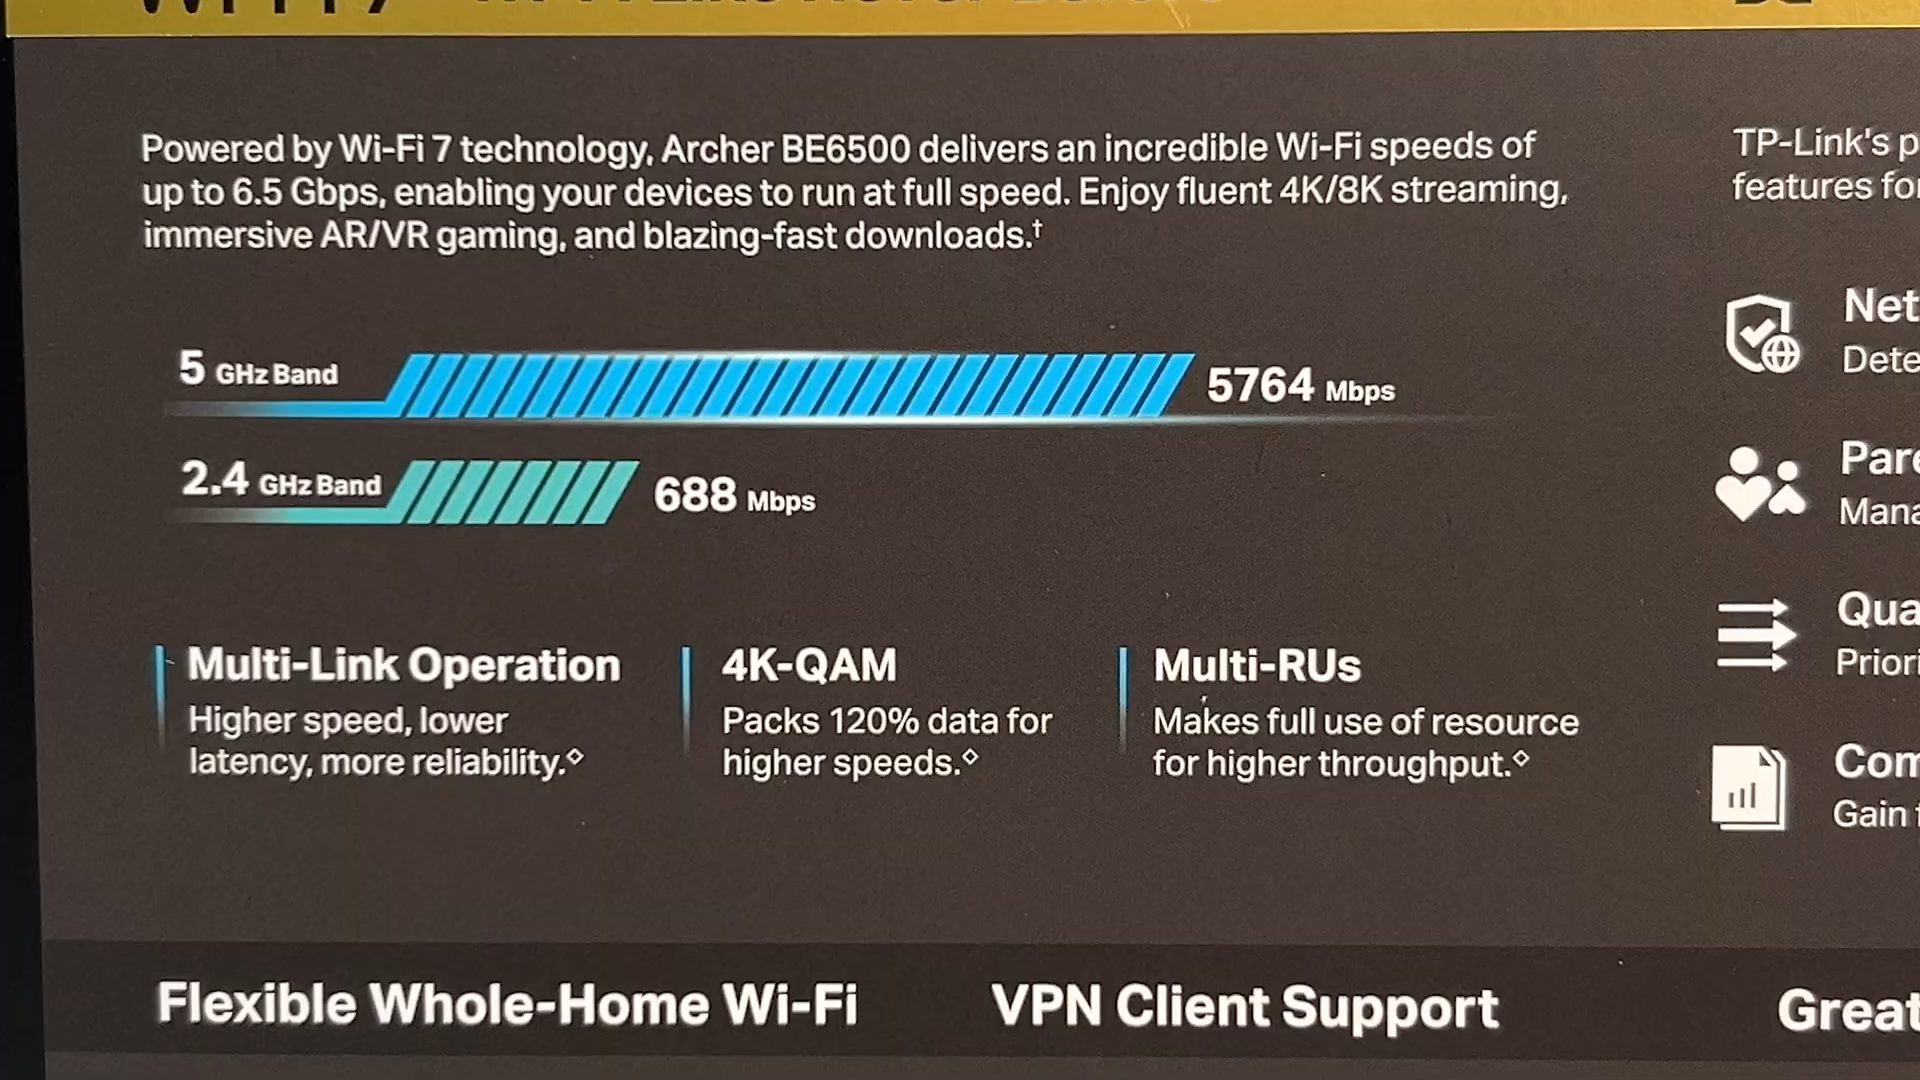 Powered by Wi-Fi 7 technology, Archer BE6500 delivers an incredible Wi-Fi speeds of
up to 6.5 Gbps, enabling your devices to run at full speed. Enjoy fluent 4K/8K streaming,
immersive AR/VR gaming, and blazing-fast downloads.†
5 GHz Band 5764 Mbps
2.4 GHz Band 688 Mbps
Multi-Link Operation
Higher speed, lower
latency, more reliability.◇
4K-QAM
Packs 120% data for
higher speeds.◇
Multi-RUs
Makes full use of resource
for higher throughput.◇
TP-Link's
features
Flexible Whole-Home Wi-Fi
VPN Client Support
Great
Gain